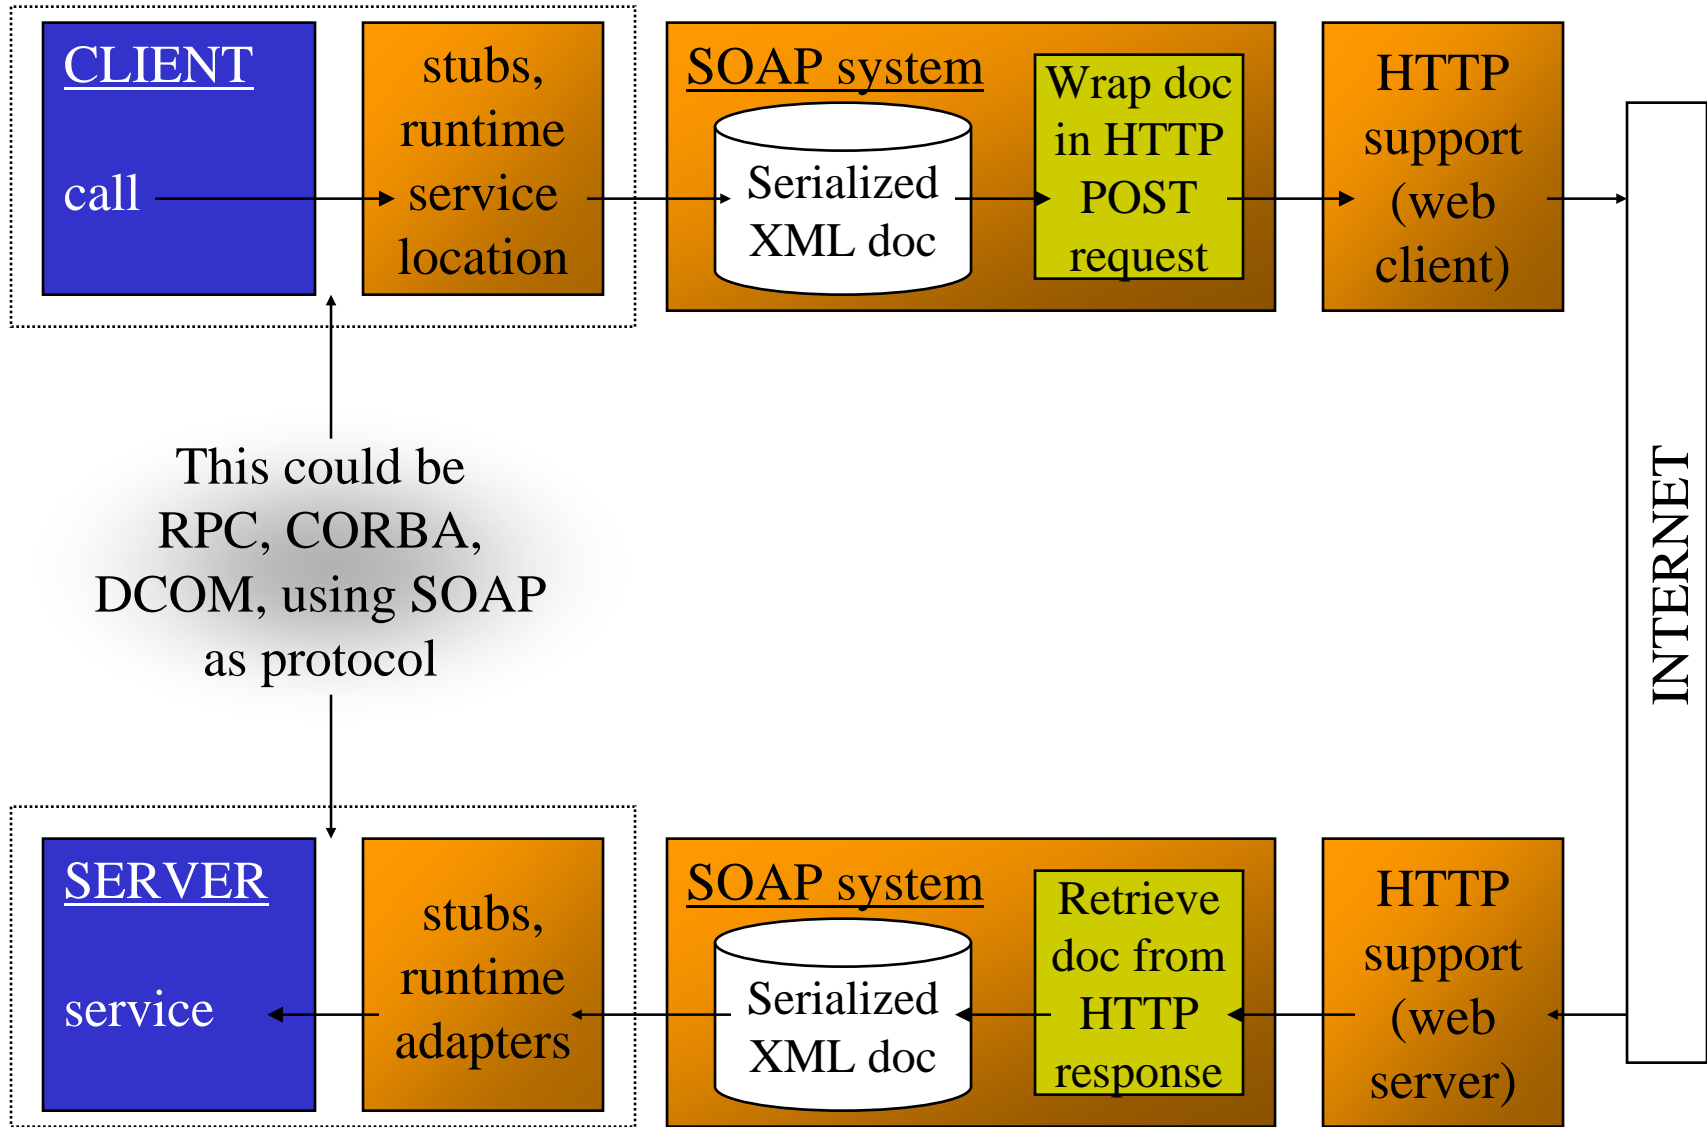 CLIENT
call
stubs,
runtime
service
location
SOAP system
Serialized
XML doc
Wrap doc
in HTTP
POST
request
HTTP
support
(web
client)
INTERNET
This could be
RPC, CORBA,
DCOM, using SOAP
as protocol
SERVER
service
stubs,
runtime
adapters
SOAP system
Serialized
XML doc
Retrieve
doc from
HTTP
response
HTTP
support
(web
server)